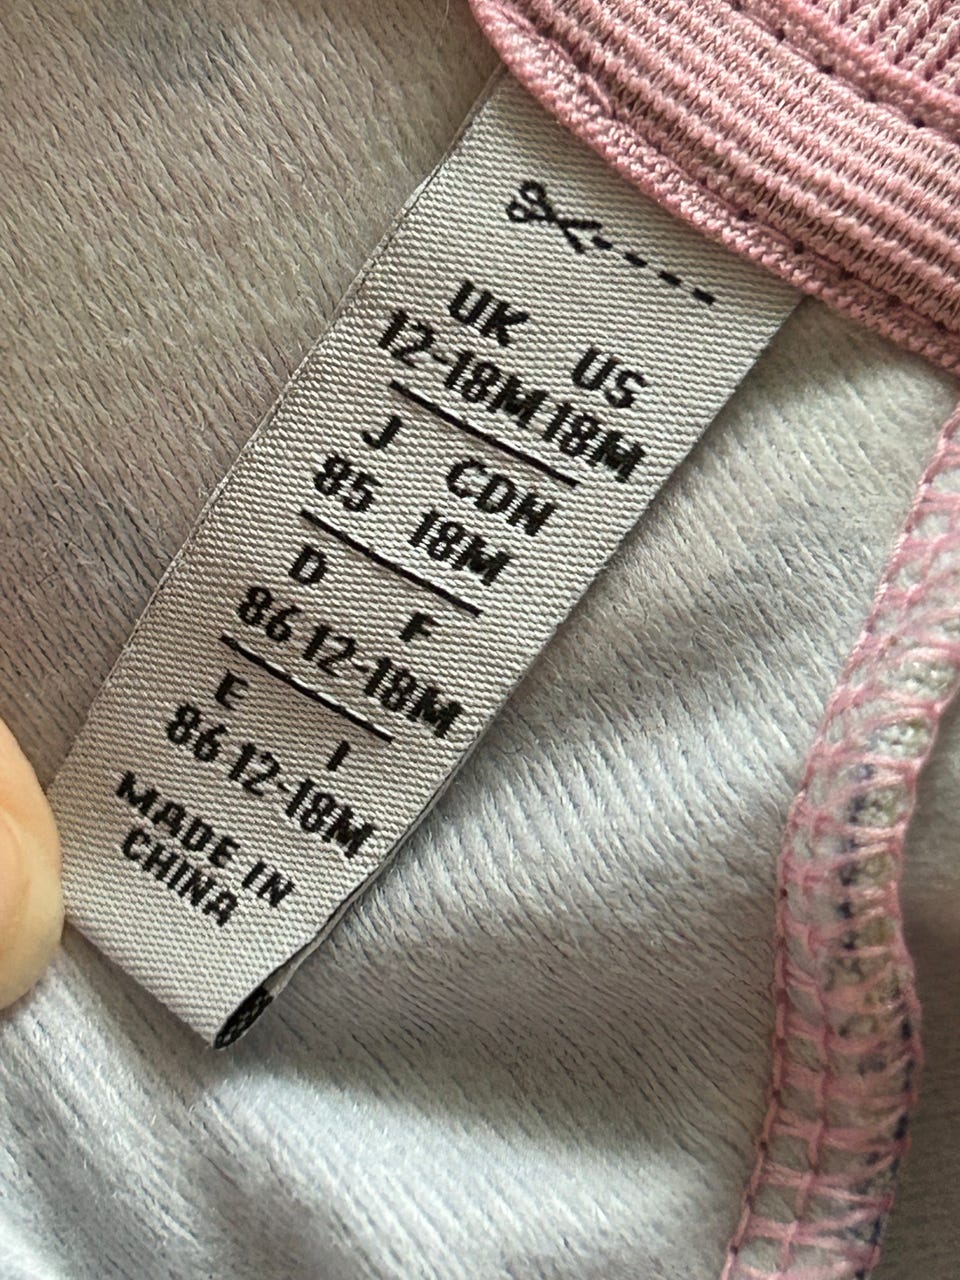 UK US
12-18M 18M
J CDN
85 18M
D F
86 12-18M
E I
86 12-18M
MADE IN
CHINA